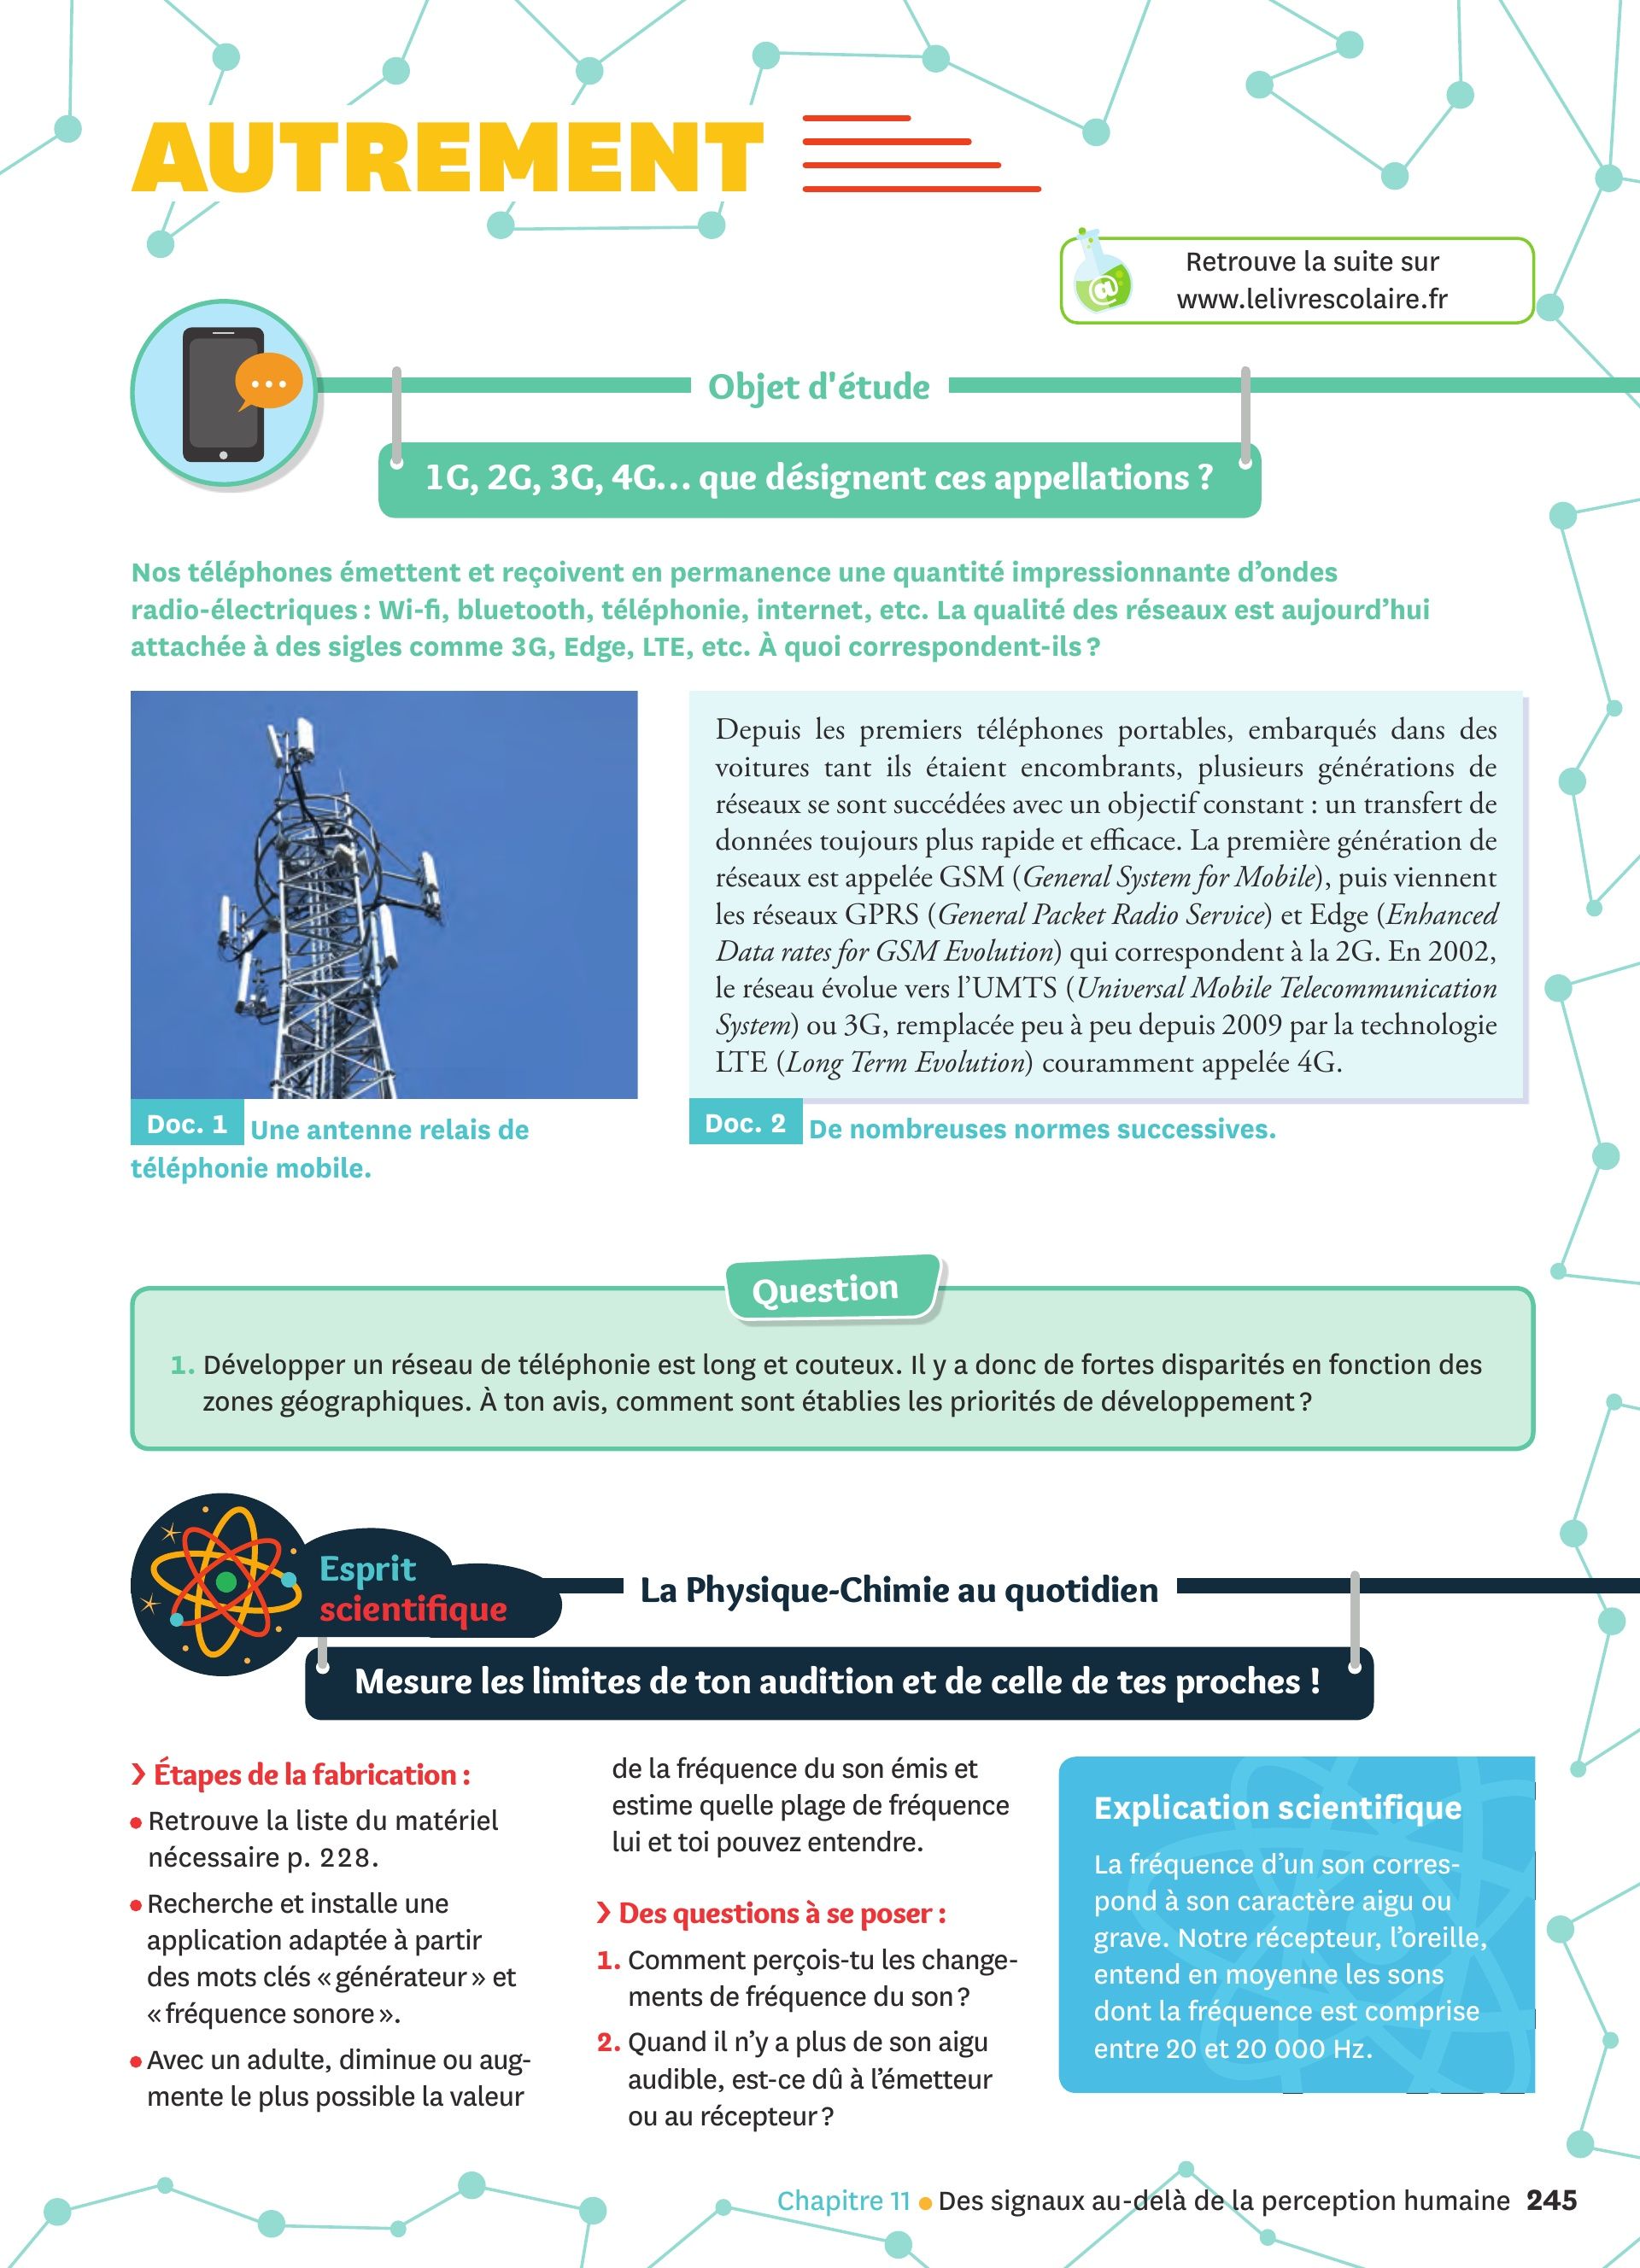 AUTREMENT
Retrouve la suite sur
www.lelivrescolaire.fr
Objet d'étude
1G, 2G, 3G, 4G... que désignent ces appellations ?
Nos téléphones émettent et reçoivent en permanence une quantité impressionnante d’ondes
radio-électriques : Wi-fi, bluetooth, téléphonie, internet, etc. La qualité des réseaux est aujourd’hui
attachée à des sigles comme 3G, Edge, LTE, etc. À quoi correspondent-ils ?
Depuis les premiers téléphones portables, embarqués dans des
voitures tant ils étaient encombrants, plusieurs générations de
réseaux se sont succédées avec un objectif constant : un transfert de
données toujours plus rapide et efficace. La première génération de
réseaux est appelée GSM (General System for Mobile), puis viennent
les réseaux GPRS (General Packet Radio Service) et Edge (Enhanced
Data rates for GSM Evolution) qui correspondent à la 2G. En 2002,
le réseau évolue vers l’UMTS (Universal Mobile Telecommunication
System) ou 3G, remplacée peu à peu depuis 2009 par la technologie
LTE (Long Term Evolution) couramment appelée 4G.
Doc. 1 Une antenne relais de
téléphonie mobile.
Doc. 2 De nombreuses normes successives.
Question
1. Développer un réseau de téléphonie est long et couteux. Il y a donc de fortes disparités en fonction des
zones géographiques. À ton avis, comment sont établies les priorités de développement ?
Esprit
scientifique
La Physique-Chimie au quotidien
Mesure les limites de ton audition et de celle de tes proches !
› Étapes de la fabrication :
• Retrouve la liste du matériel
nécessaire p. 228.
• Recherche et installe une
application adaptée à partir
des mots clés « générateur » et
« fréquence sonore ».
• Avec un adulte, diminue ou aug-
mente le plus possible la valeur
de la fréquence du son émis et
estime quelle plage de fréquence
lui et toi pouvez entendre.
› Des questions à se poser :
1. Comment perçois-tu les change-
ments de fréquence du son ?
2. Quand il n’y a plus de son aigu
audible, est-ce dû à l’émetteur
ou au récepteur ?
Explication scientifique
La fréquence d’un son corres-
pond à son caractère aigu ou
grave. Notre récepteur, l’oreille,
entend en moyenne les sons
dont la fréquence est comprise
entre 20 et 20 000 Hz.
Chapitre 11 • Des signaux au-delà de la perception humaine 245